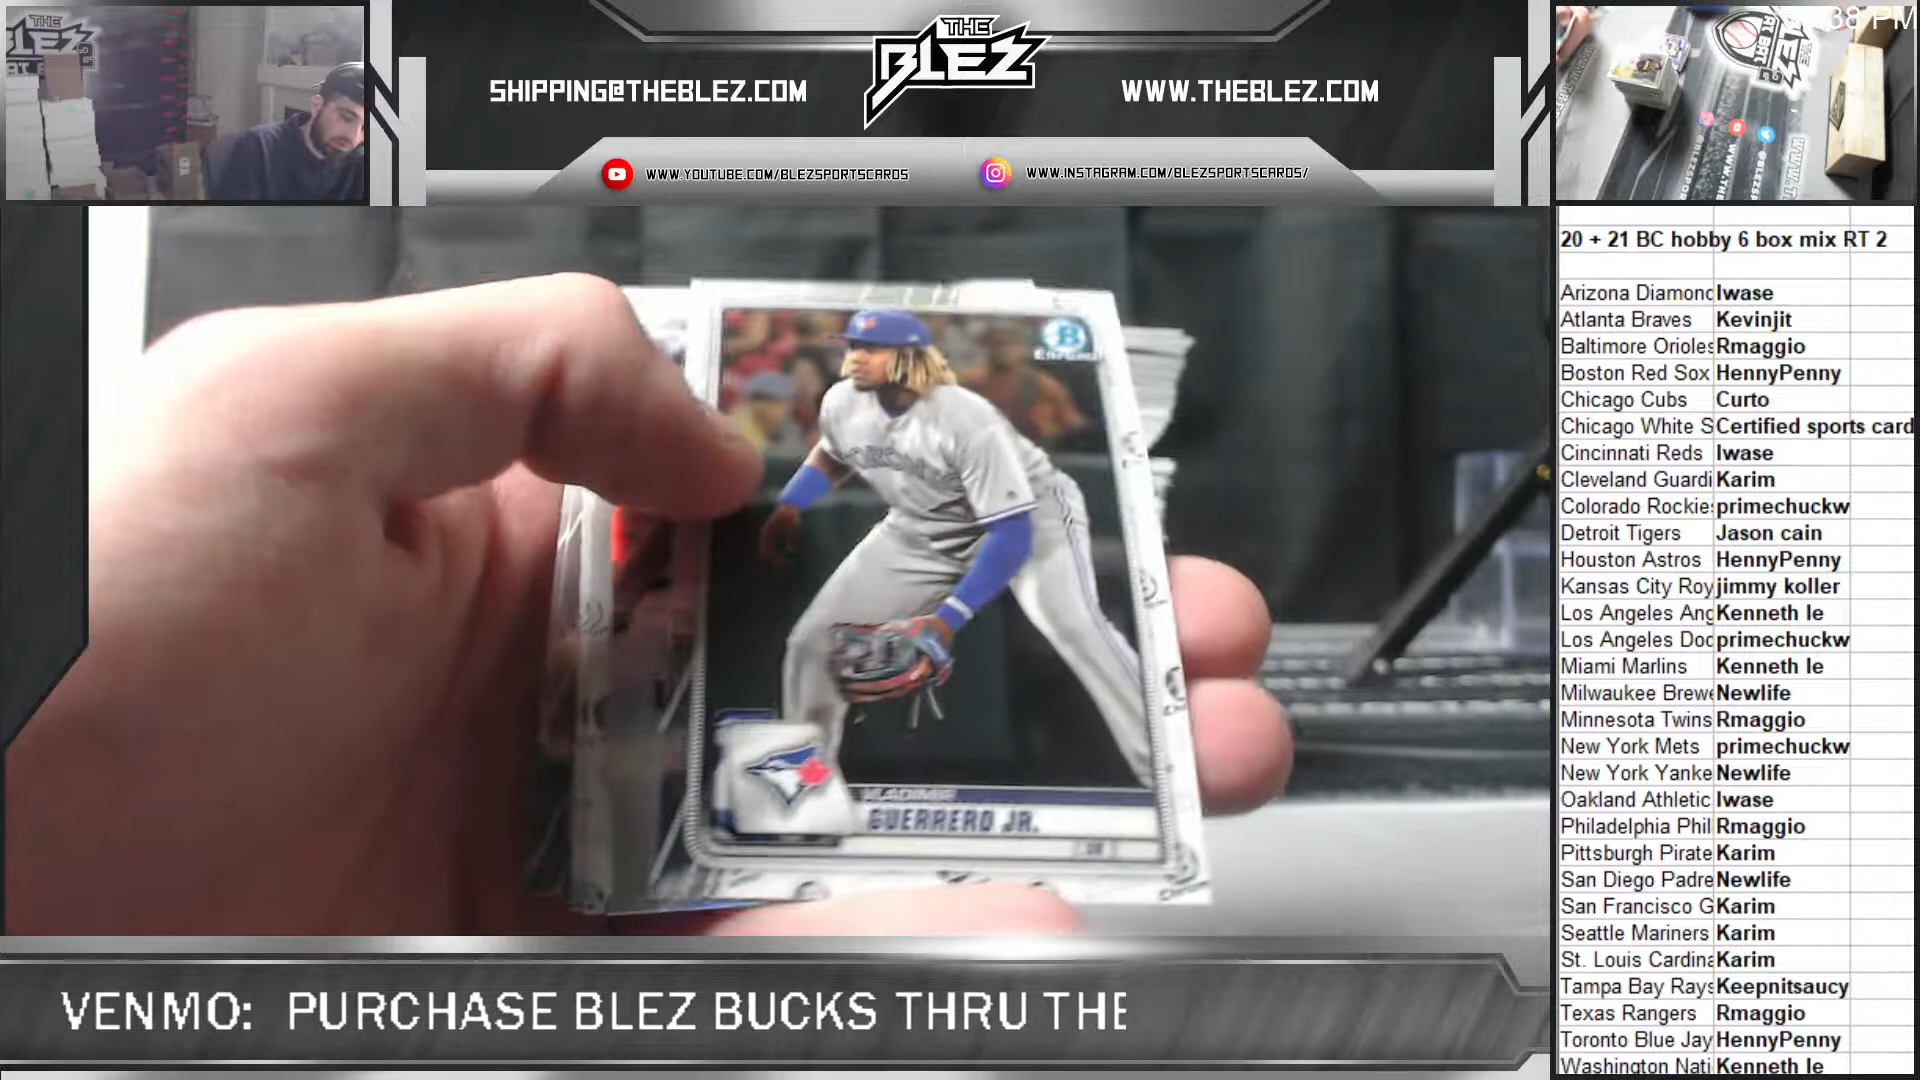 THE
BLEZ
SHIPPING@THEBLEZ.COM
WWW.THEBLEZ.COM
WWW.YOUTUBE.COM/BLEZSPORTSCARDS
WWW.INSTAGRAM.COM/BLEZSPORTSCARDS/
38 PM
20 + 21 BC hobby 6 box mix RT 2
Arizona Diamond Iwase
Atlanta Braves Kevinjit
Baltimore Orioles Rmaggio
Boston Red Sox HennyPenny
Chicago Cubs Curto
Chicago White S Certified sports card
Cincinnati Reds Iwase
Cleveland Guardi Karim
Colorado Rockies primechuckw
Detroit Tigers Jason cain
Houston Astros HennyPenny
Kansas City Roy jimmy koller
Los Angeles Ang Kenneth le
Los Angeles Dod primechuckw
Miami Marlins Kenneth le
Milwaukee Brewe Newlife
Minnesota Twins Rmaggio
New York Mets primechuckw
New York Yanke Newlife
Oakland Athletic Iwase
Philadelphia Phil Rmaggio
Pittsburgh Pirate Karim
San Diego Padre Newlife
San Francisco G Karim
Seattle Mariners Karim
St. Louis Cardina Karim
Tampa Bay Rays Keepnitsaucy
Texas Rangers Rmaggio
Toronto Blue Jay HennyPenny
Washington Nati Kenneth le
B
Chrome
VLADIMIR
GUERRERO JR.
VENMO: PURCHASE BLEZ BUCKS THRU THE